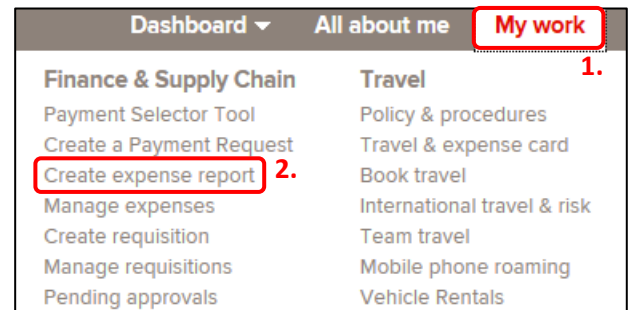 Dashboard All about me My work
1.
Finance & Supply Chain
Payment Selector Tool
Create a Payment Request
Create expense report 2.
Manage expenses
Create requisition
Manage requisitions
Pending approvals
Travel
Policy & procedures
Travel & expense card
Book travel
International travel & risk
Team travel
Mobile phone roaming
Vehicle Rentals